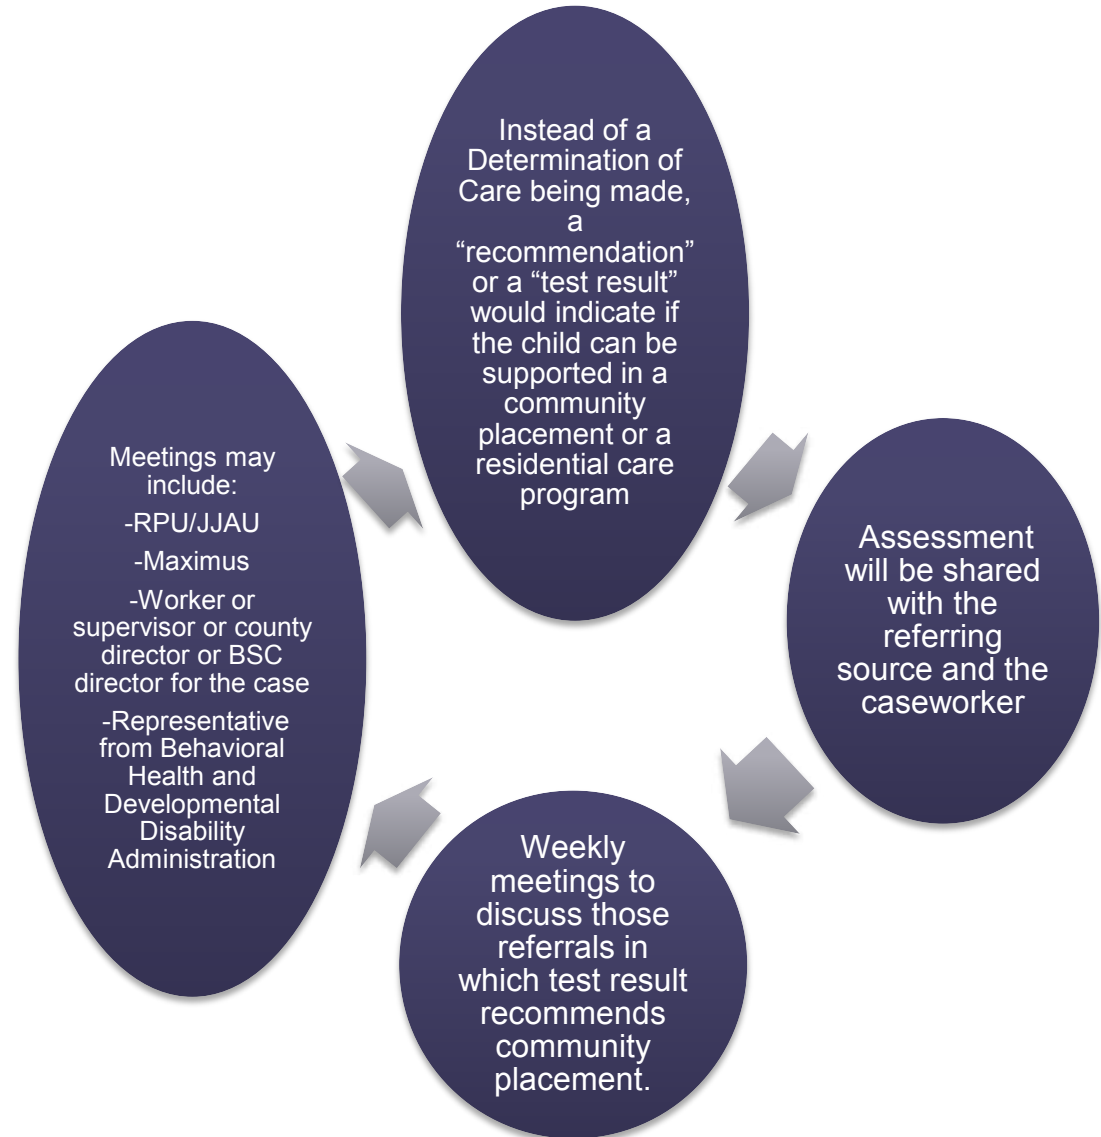 Instead of a
Determination of
Care being made,
a
“recommendation”
or a “test result”
would indicate if
the child can be
supported in a
community
placement or a
residential care
program
Assessment
will be shared
with the
referring
source and the
caseworker
Weekly
meetings to
discuss those
referrals in
which test result
recommends
community
placement.
Meetings may
include:
-RPU/JJAU
-Maximus
-Worker or
supervisor or county
director or BSC
director for the case
-Representative
from Behavioral
Health and
Developmental
Disability
Administration